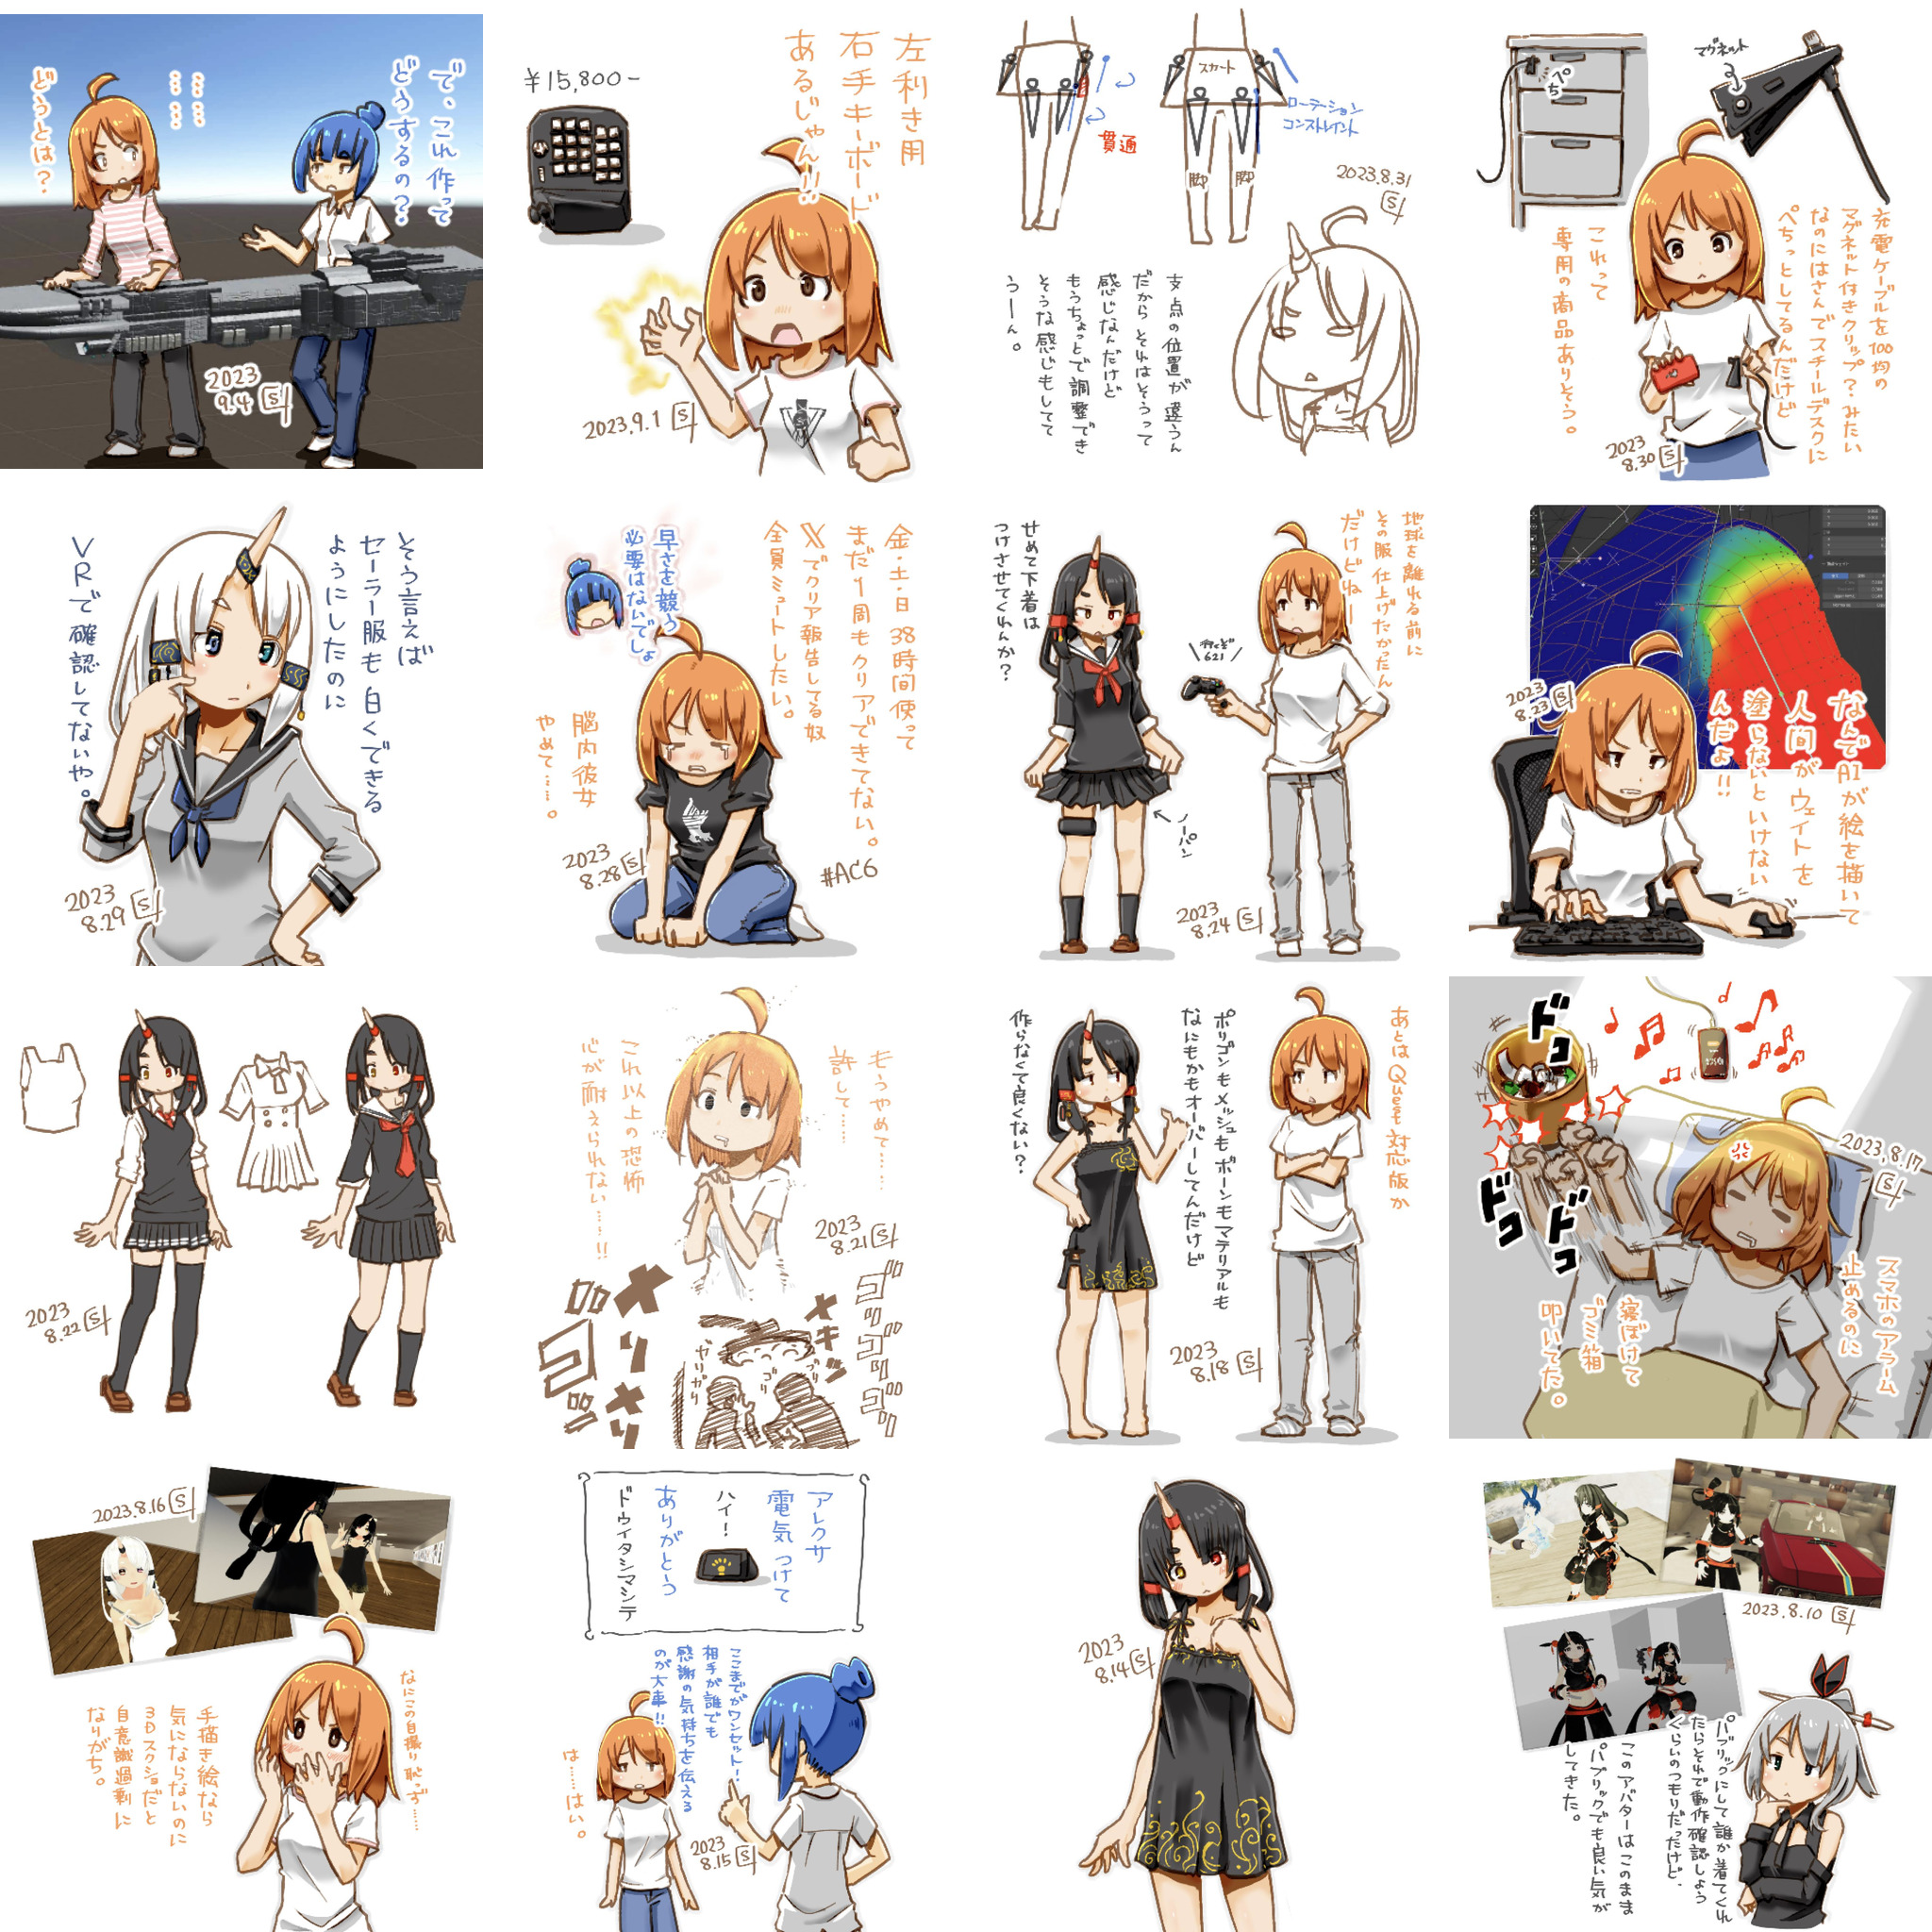 で、これ作って
どうするの?
……
……
どうとは?
2023
9.4
左利き用
右手キーボード
あるじゃん!!
¥15,800-
2023.9.1
スカート
貫通
ローテーション
コンストレイント
脚
脚
2023.8.31
支点の位置が違うん
だからそれはそうって
感じなんだけど
もうちょっとで調整でき
そうな感じもしてて
うーん。
マグネット
ぺち
充電ケーブルを100均の
マグネット付きクリップ?みたい
なのにはさんでスチールデスクに
ぺちっとしてるんだけど
これって
専用の商品ありそう。
2023
8.30
そう言えば
セーラー服も白くできる
ようにしたのに
VRで確認してないや。
2023
8.29
金・土・日 38時間使って
まだ1周もクリアできてない。
Xでクリア報告してる奴
全員ミュートしたい。
早さを競う
必要はないでしょ
脳内彼女
やめて……。
2023
8.28
#AC6
地球を離れる前に
その服仕上げたかったん
だけどねー
行くぞ
621
せめて下着は
つけさせてくれんか?
ノーパン
2023
8.24
なんでAIが絵を描いて
人間がウェイトを
塗らないといけない
んだよ!!
2023
8.23
2023
8.22
もうやめて……
許して……
これ以上の恐怖
心が耐えられない……!!
2023
8.21
メリメリ
メキッ
ゴゴゴゴ
ガリガリ
あとはQuest対応版か
ポリゴンもメッシュもボーンもマテリアルも
なにもかもオーバーしてんだけど
作らなくて良くない?
2023
8.18
ドコ
ドコ
ドコ
2023.8.17
スマホのアラーム
止めるのに
寝ぼけて
ゴミ箱
叩いてた。
2023.8.16
なにこの自撮り恥っず……
手描き絵なら
気にならないのに
3Dスクショだと
自意識過剰に
なりがち。
アレクサ
電気つけて
ハイ!
ありがとう
ドウイタシマシテ
ここまでがワンセット!
相手が誰でも
感謝の気持ちを伝える
のが大事!!
は……はい。
2023
8.15
2023
8.14
2023.8.10
パブリックにして誰か着てくれ
たらそれで動作確認しよう
くらいのつもりだったけど、
このアバターはこのまま
パブリックでも良い気が
してきた。